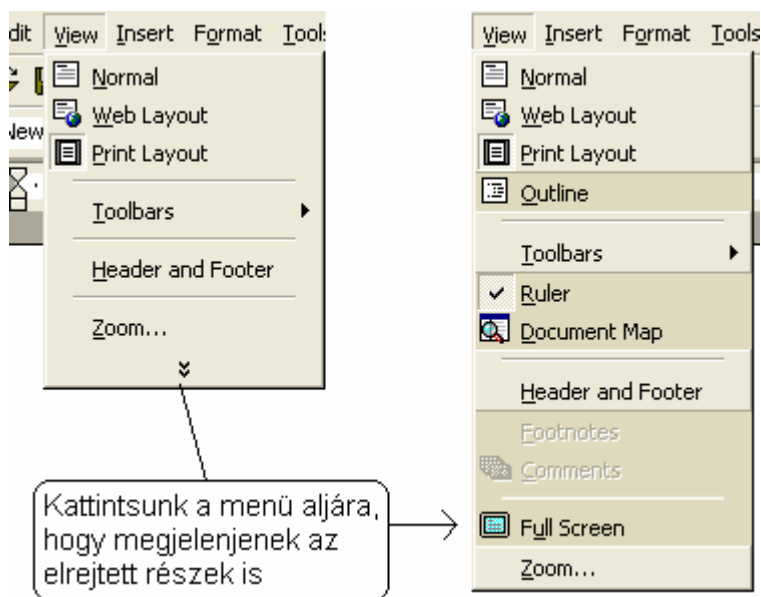 dit View Insert Format Tool
Normal
New
Web Layout
Print Layout
Toolbars
Header and Footer
Zoom...
View Insert Format Tools
Normal
Web Layout
Print Layout
Outline
Toolbars
Ruler
Document Map
Header and Footer
Footnotes
Comments
Full Screen
Zoom...
Kattintsunk a menü aljára,
hogy megjelenjenek az
elrejtett részek is